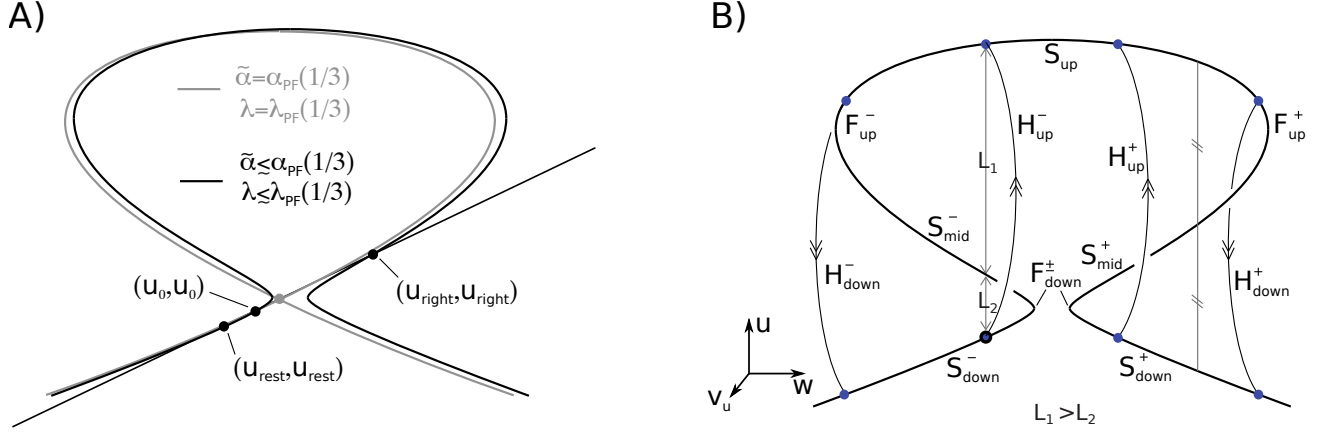 A)
α̃=α_PF(1/3)
λ=λ_PF(1/3)
α̃≲α_PF(1/3)
λ≲λ_PF(1/3)
(u_0,u_0)
(u_right,u_right)
(u_rest,u_rest)
B)
S_up
F_up^-
H_up^-
F_up^+
L_1
H_up^+
S_mid^-
S_mid^+
H_down^-
F_down^±
H_down^+
L_2
u
S_down^-
S_down^+
w
v_u
L_1 >L_2